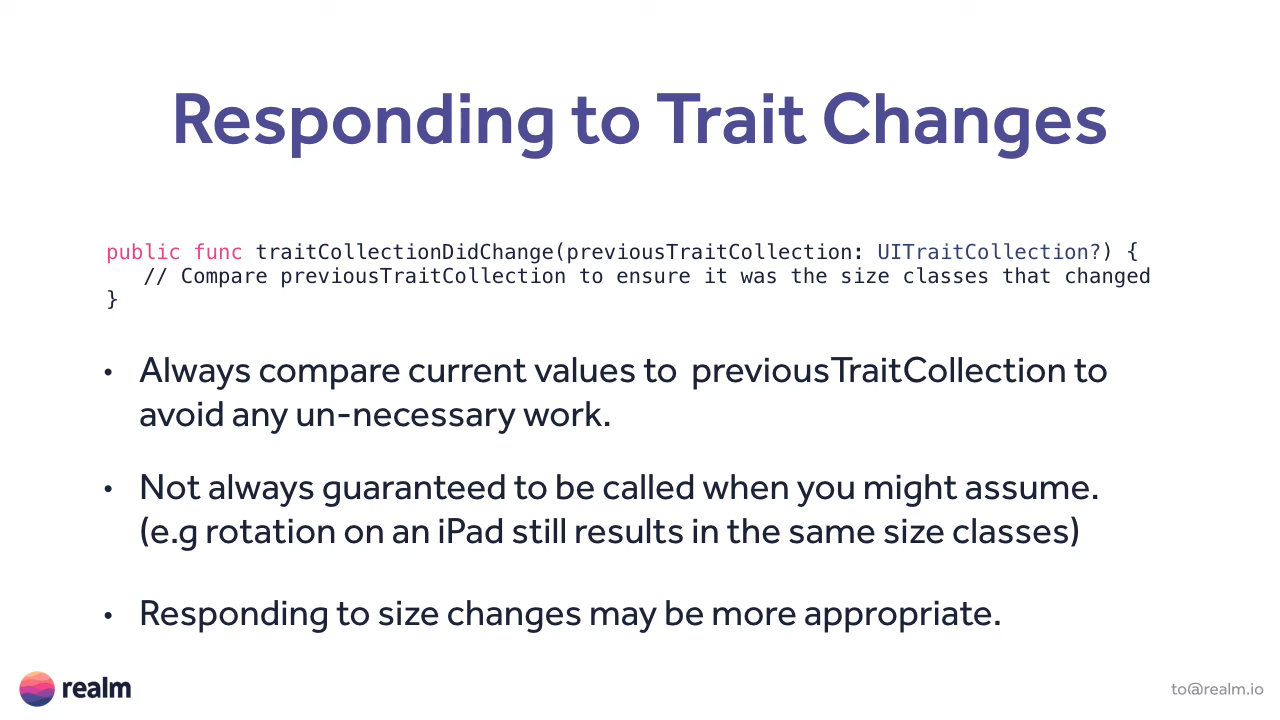 Responding to Trait Changes
public func traitCollectionDidChange(previousTraitCollection: UITraitCollection?) {
// Compare previousTraitCollection to ensure it was the size classes that changed
}
• Always compare current values to previousTraitCollection to
avoid any un-necessary work.
• Not always guaranteed to be called when you might assume.
(e.g rotation on an iPad still results in the same size classes)
• Responding to size changes may be more appropriate.
realm
to@realm.io